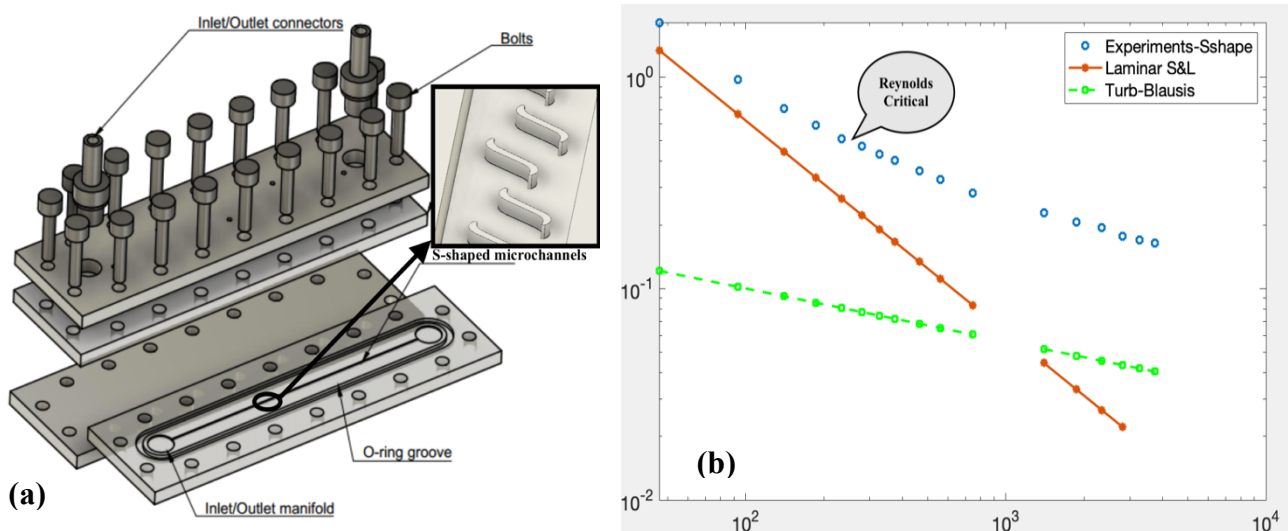 Inlet/Outlet connectors
Bolts
S-shaped microchannels
O-ring groove
Inlet/Outlet manifold
(a)
10^0
10^-1
10^-2
10^2
10^3
10^4
Reynolds
Critical
Experiments-Sshape
Laminar S&L
Turb-Blausis
(b)